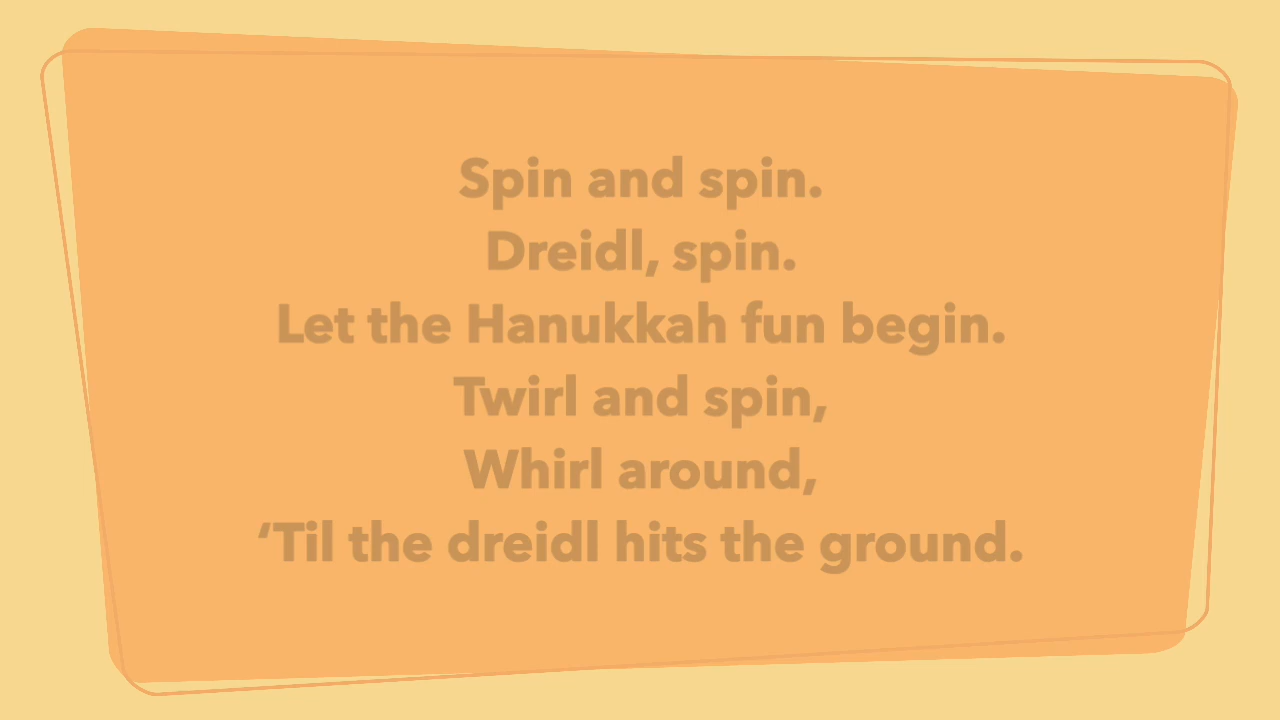 Spin and spin.
Dreidl, spin.
Let the Hanukkah fun begin.
Twirl and spin,
Whirl around,
‘Til the dreidl hits the ground.